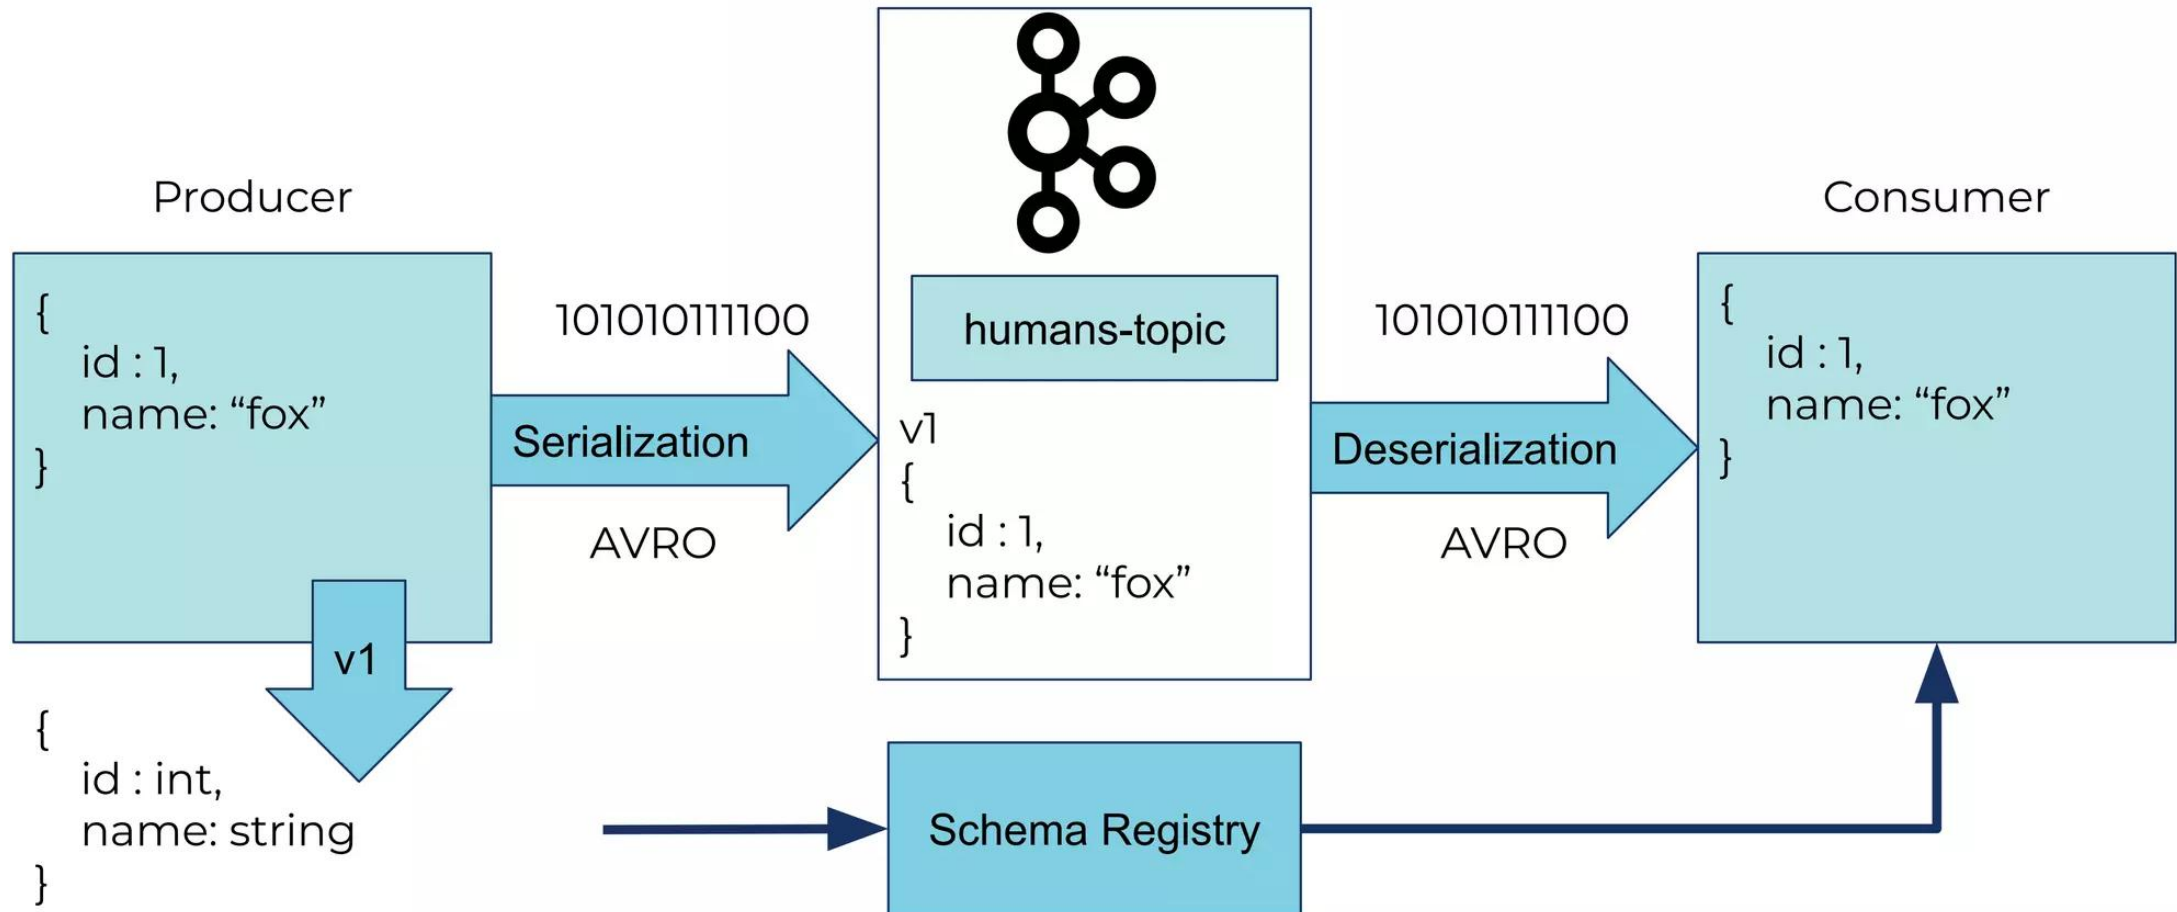 Producer
{
id : 1,
name: “fox”
}
v1
{
id : int,
name: string
}
101010111100
Serialization
AVRO
humans-topic
v1
{
id : 1,
name: “fox”
}
Schema Registry
101010111100
Deserialization
AVRO
Consumer
{
id : 1,
name: “fox”
}